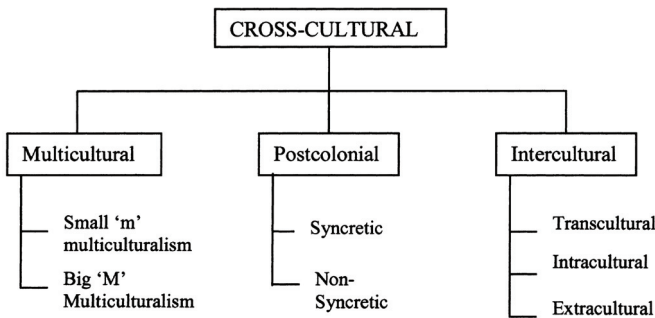 CROSS-CULTURAL
Multicultural
Postcolonial
Intercultural
Small ‘m’
multiculturalism
Big ‘M’
Multiculturalism
Syncretic
Non-
Syncretic
Transcultural
Intracultural
Extracultural